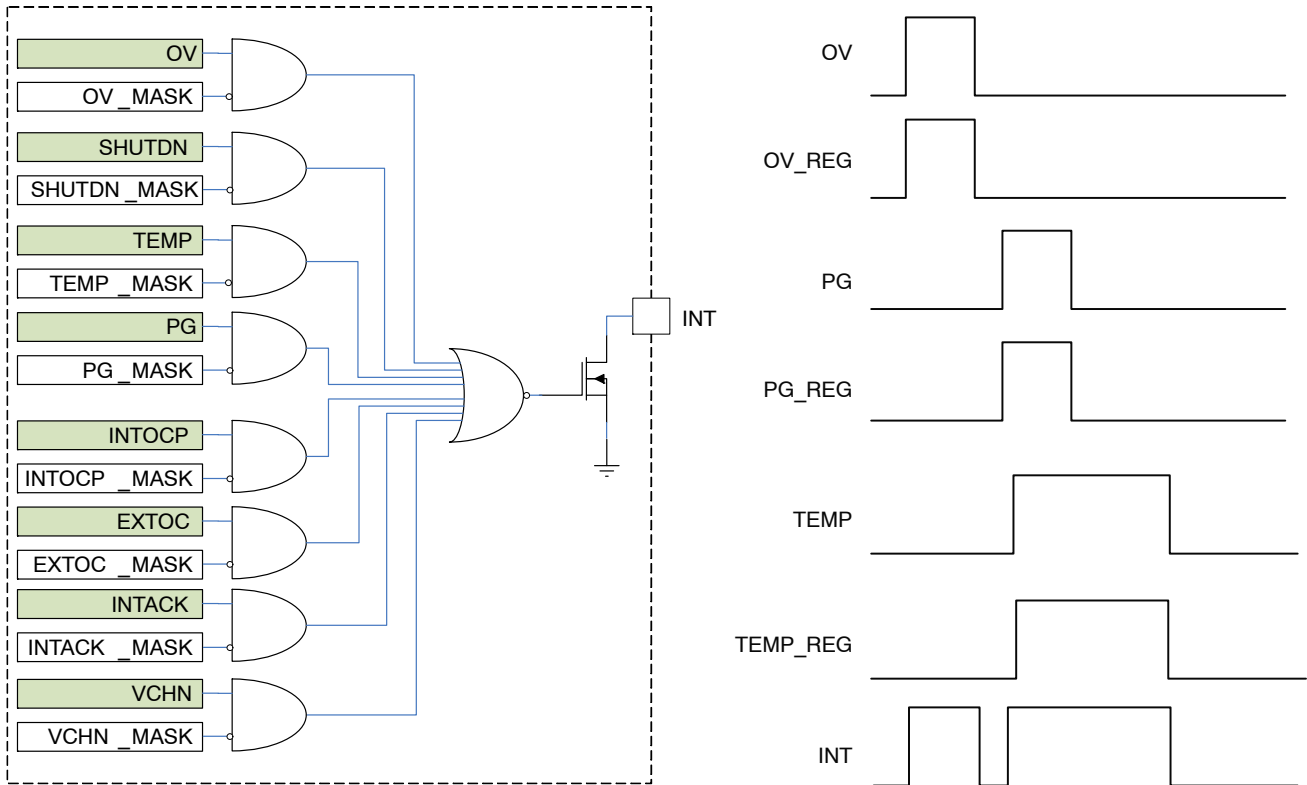 OV
OV _MASK
SHUTDN
SHUTDN _MASK
TEMP
TEMP _MASK
PG
PG _MASK
INTOCP
INTOCP _MASK
EXTOC
EXTOC _MASK
INTACK
INTACK _MASK
VCHN
VCHN _MASK
INT
OV
OV_REG
PG
PG_REG
TEMP
TEMP_REG
INT